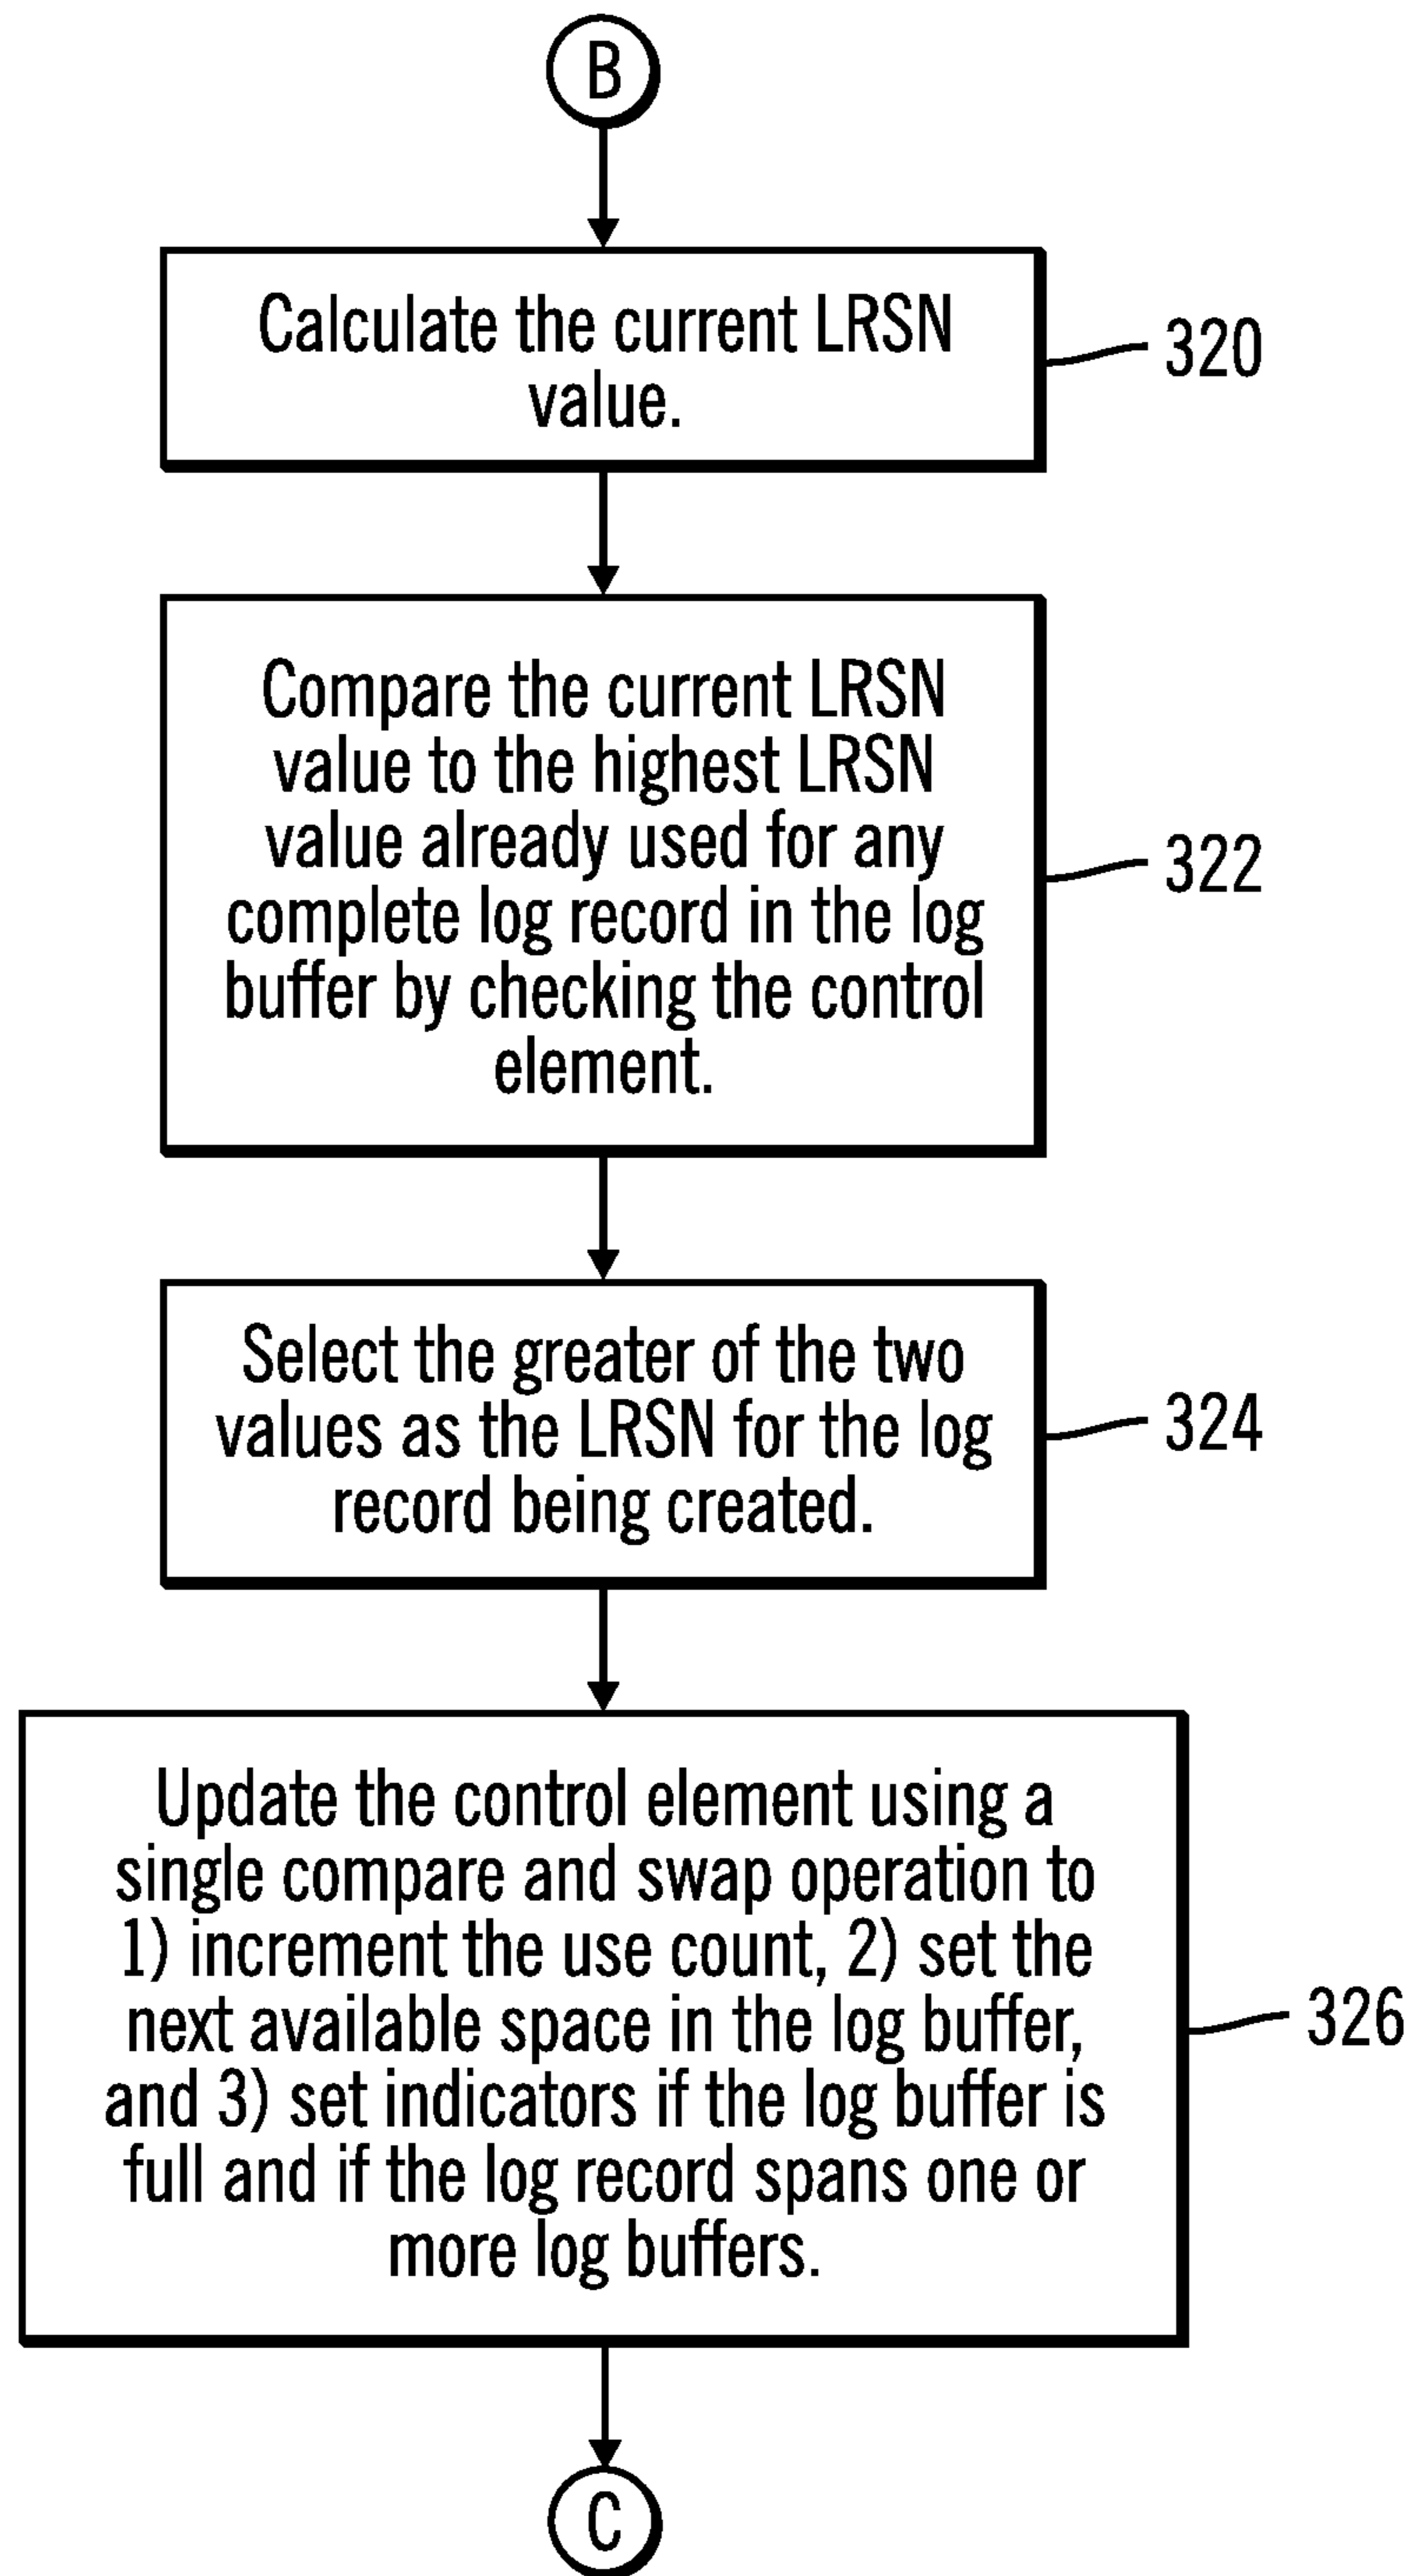 B
Calculate the current LRSN
value.
320
Compare the current LRSN
value to the highest LRSN
value already used for any
complete log record in the log
buffer by checking the control
element.
322
Select the greater of the two
values as the LRSN for the log
record being created.
324
Update the control element using a
single compare and swap operation to
1) increment the use count, 2) set the
next available space in the log buffer,
and 3) set indicators if the log buffer is
full and if the log record spans one or
more log buffers.
326
C